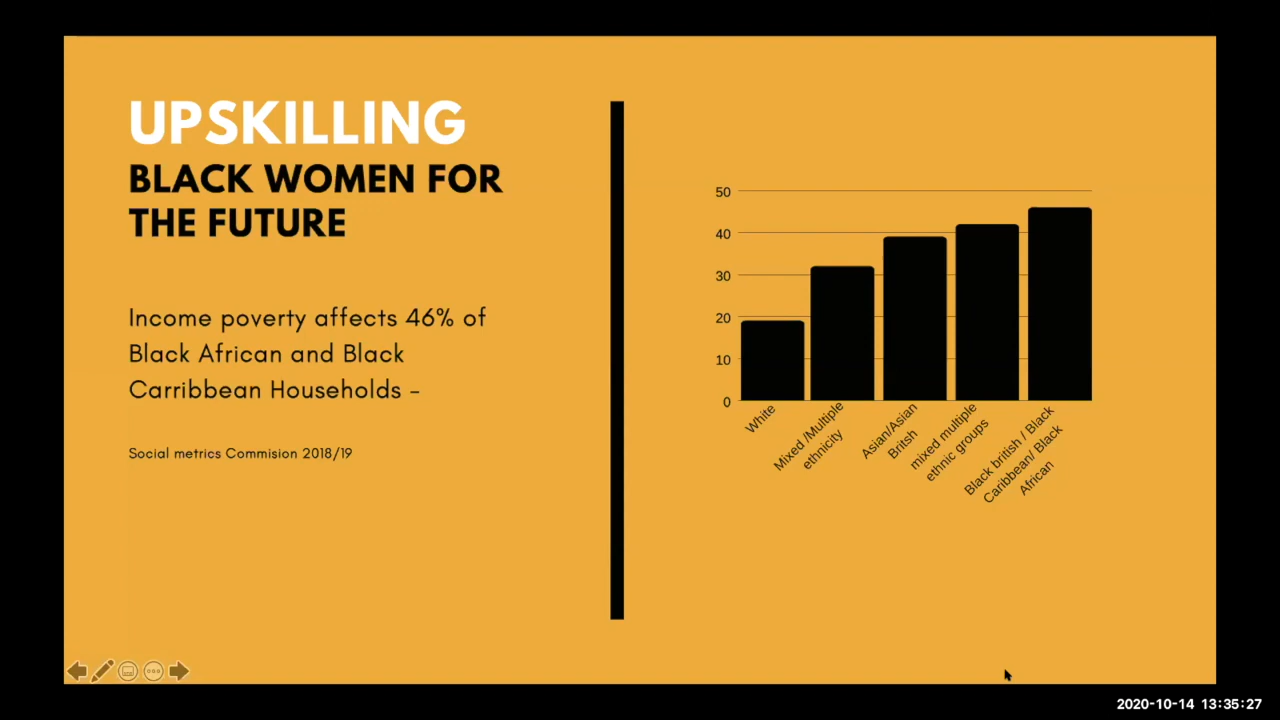 UPSKILLING
BLACK WOMEN FOR
THE FUTURE
Income poverty affects 46% of
Black African and Black
Carribbean Households -
Social metrics Commision 2018/19
50
40
30
20
10
0
White
Mixed /Multiple
ethnicity
Asian/Asian
Britsh
mixed multiple
ethnic groups
Black british / Black
Caribbean/ Black
African
2020-10-14 13:35:27